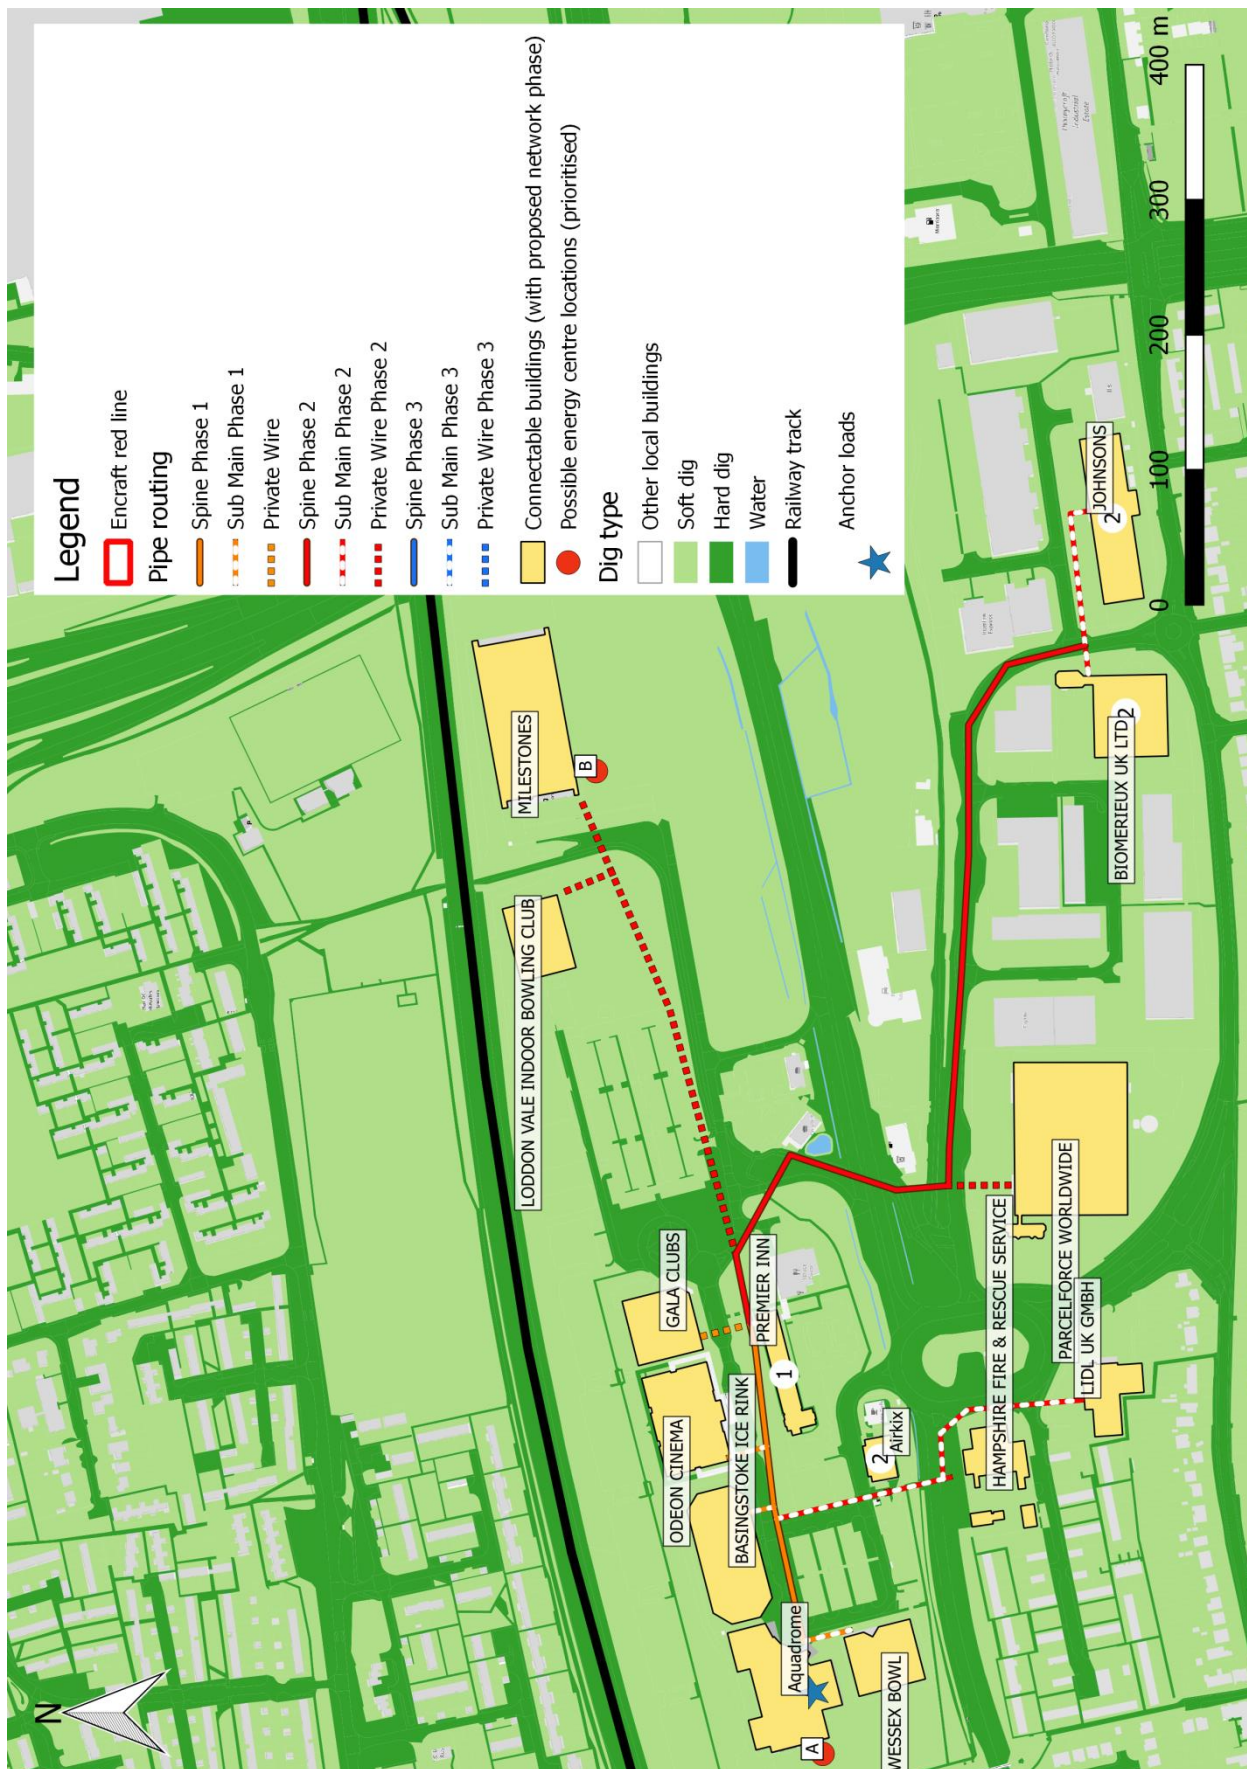 Legend
Encraft red line
Pipe routing
Spine Phase 1
Sub Main Phase 1
Private Wire
Spine Phase 2
Sub Main Phase 2
Private Wire Phase 2
Spine Phase 3
Sub Main Phase 3
Private Wire Phase 3
Connectable buildings (with proposed network phase)
Possible energy centre locations (prioritised)
Dig type
Other local buildings
Soft dig
Hard dig
Water
Railway track
Anchor loads
N
MILESTONES
B
LODDON VALE INDOOR BOWLING CLUB
GALA CLUBS
ODEON CINEMA
PREMIER INN
1
BASINGSTOKE ICE RINK
Aquadrome
A
WESSEX BOWL
2
Airkix
HAMPSHIRE FIRE & RESCUE SERVICE
PARCELFORCE WORLDWIDE
LIDL UK GMBH
BIOMERIEUX UK LTD
2
JOHNSONS
2
0
100
200
300
400 m